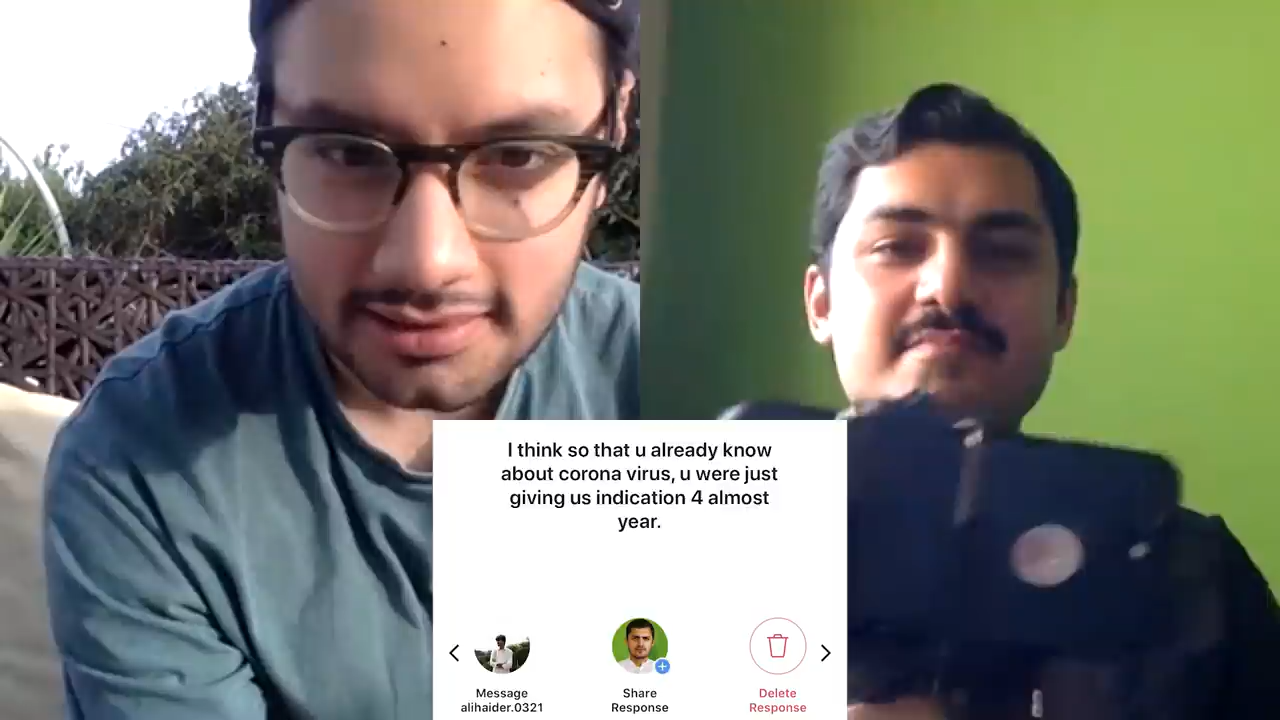 I think so that u already know
about corona virus, u were just
giving us indication 4 almost
year.
Message
alihaider.0321
Share
Response
Delete
Response